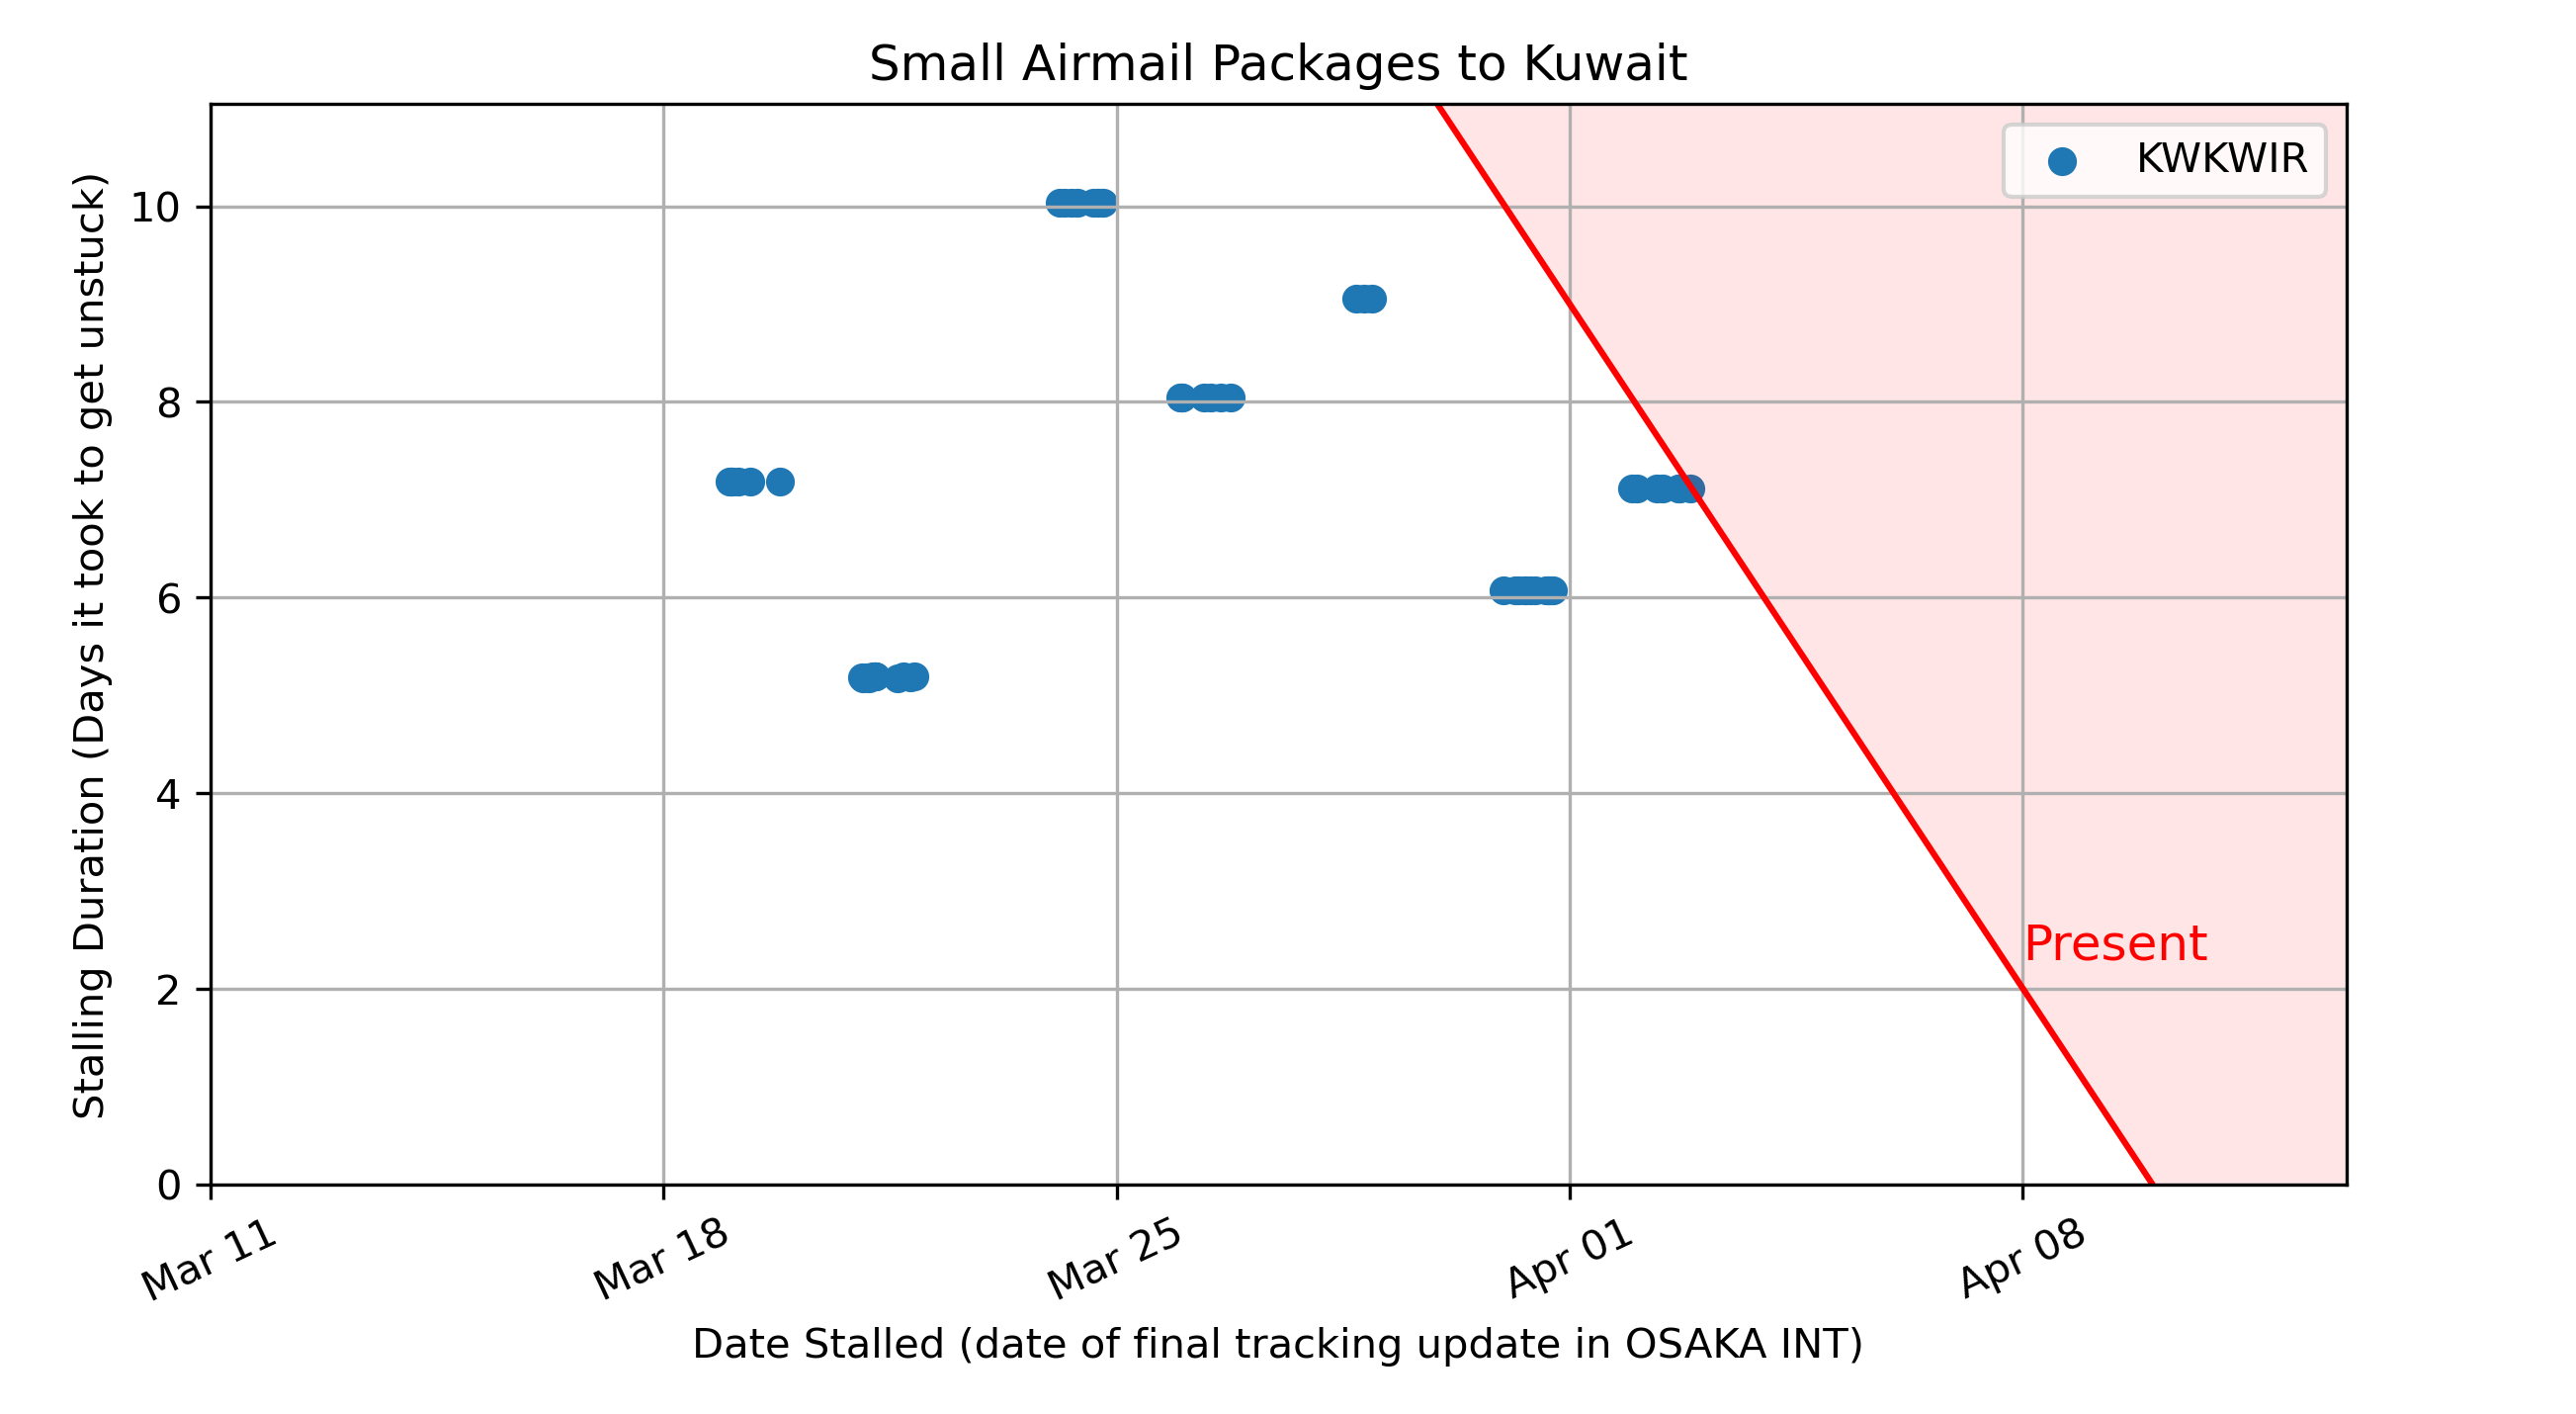 Small Airmail Packages to Kuwait
KWKWIR
Stalling Duration (Days it took to get unstuck)
10
8
6
4
2
0
Present
Mar 11
Mar 18
Mar 25
Apr 01
Apr 08
Date Stalled (date of final tracking update in OSAKA INT)